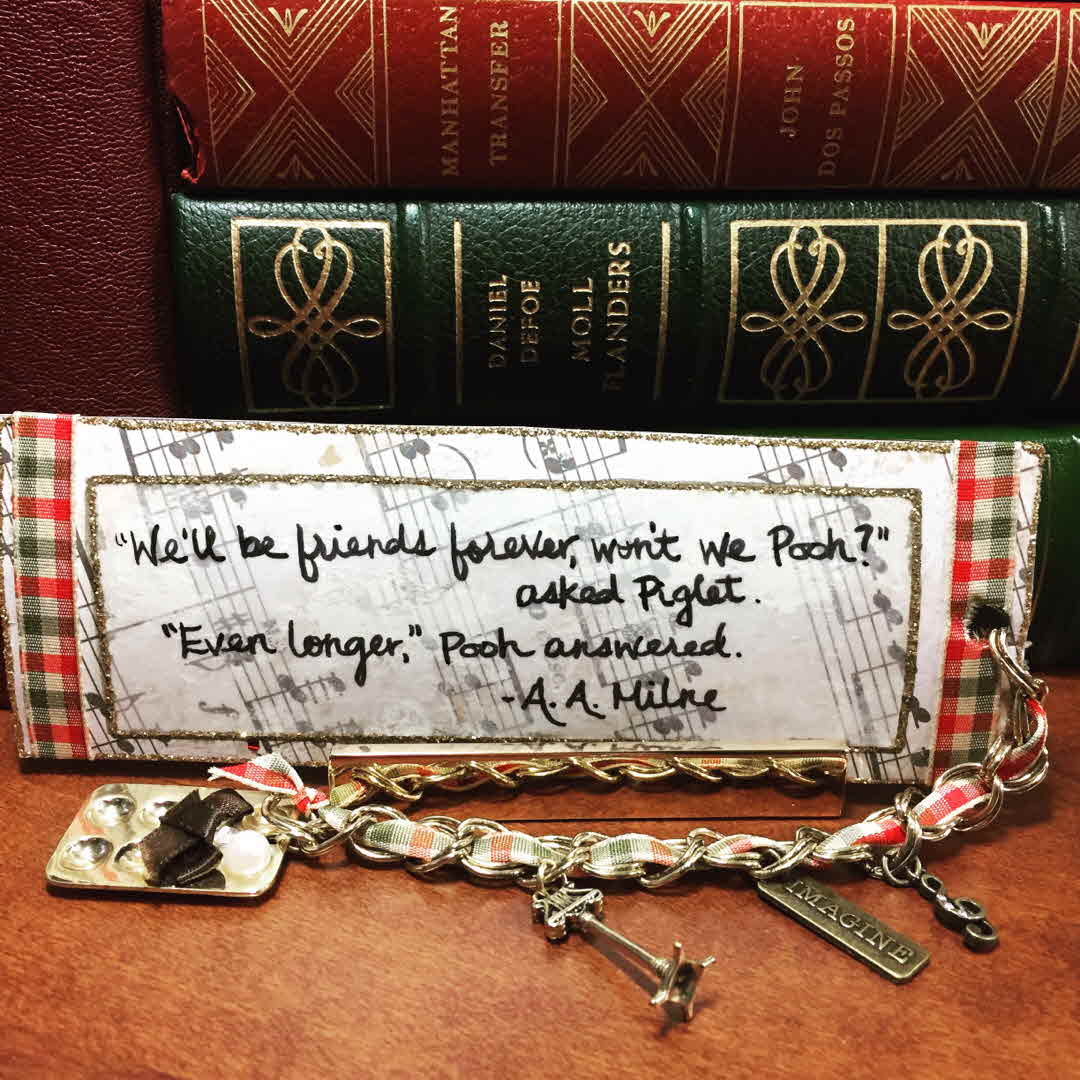 MANHATTAN
TRANSFER
JOHN
DOS PASSOS
DANIEL
DEFOE
MOLL
FLANDERS
"We'll be friends forever, won't we Pooh?"
asked Piglet.
"Even longer," Pooh answered.
-A. A. Milne
IMAGINE